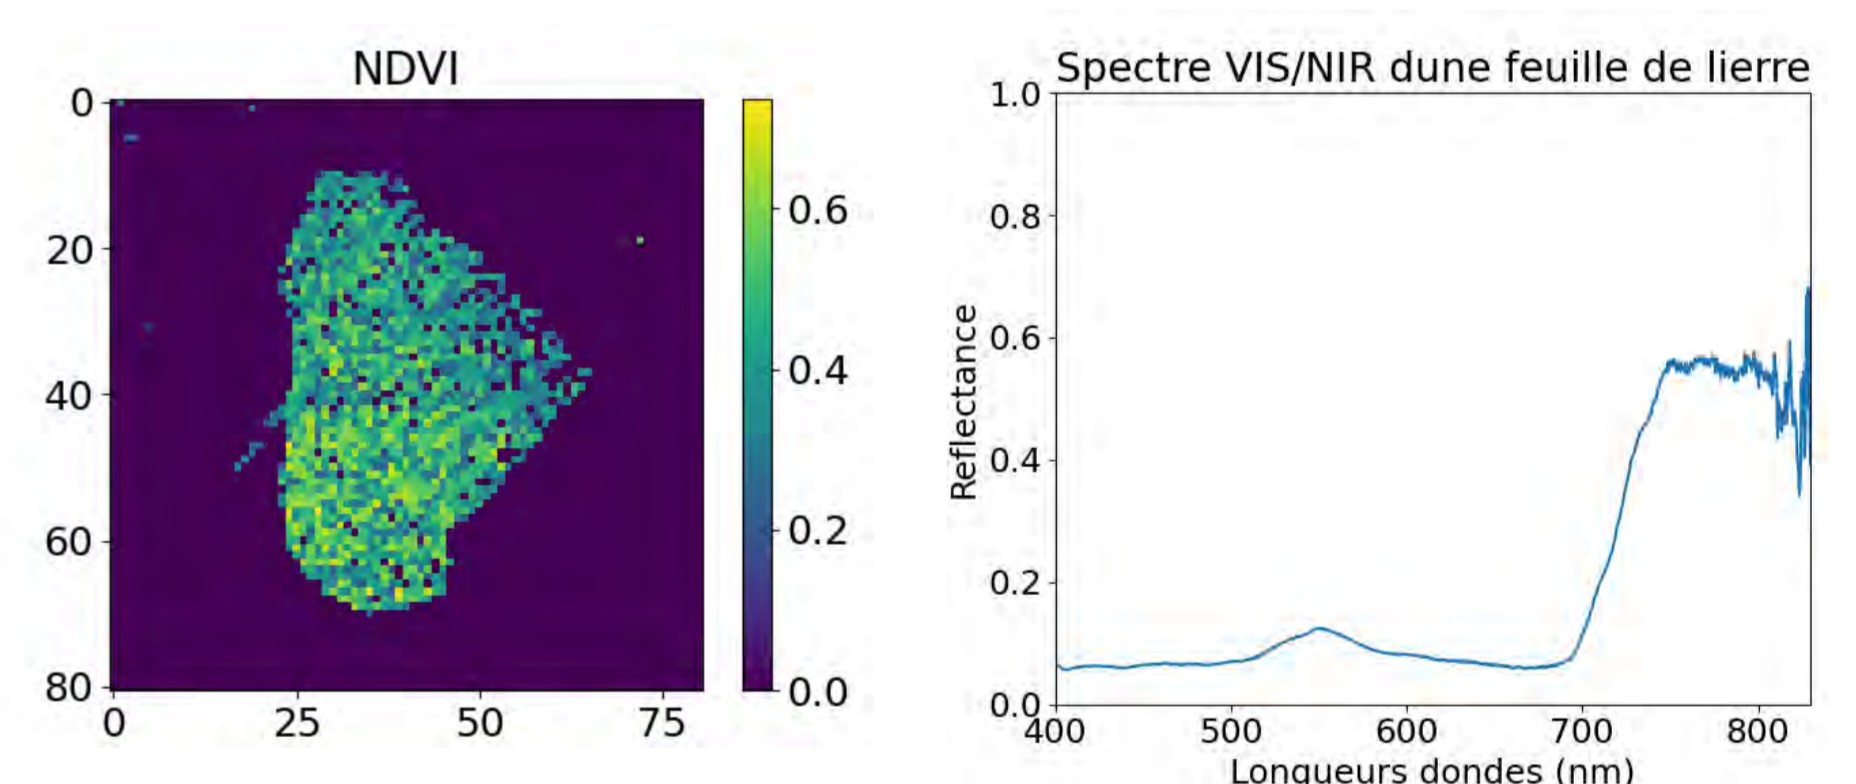 NDVI
0
20
40
60
80
0 25 50 75
0.6
0.4
0.2
0.0
Spectre VIS/NIR dune feuille de lierre
Reflectance
1.0
0.8
0.6
0.4
0.2
0.0
400 500 600 700 800
Longueurs dondes (nm)